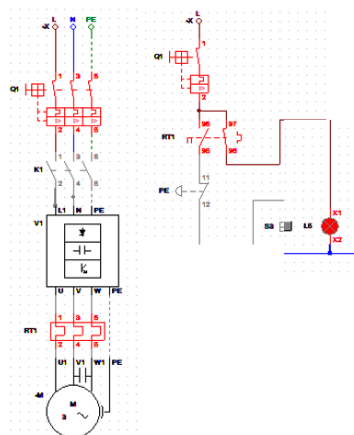 -X L N PE
Q1 1 3 5
2 4 6
K1 1 3 5
2 4 6
V1 L1 N PE
U V W PE
RT1 1 3 5
2 4 6
U1 V1 W1 PE
-M M
3
-X L
Q1 1
2
RT1 95 97
96 98
PE 11
12
S3 L5 X1
X2